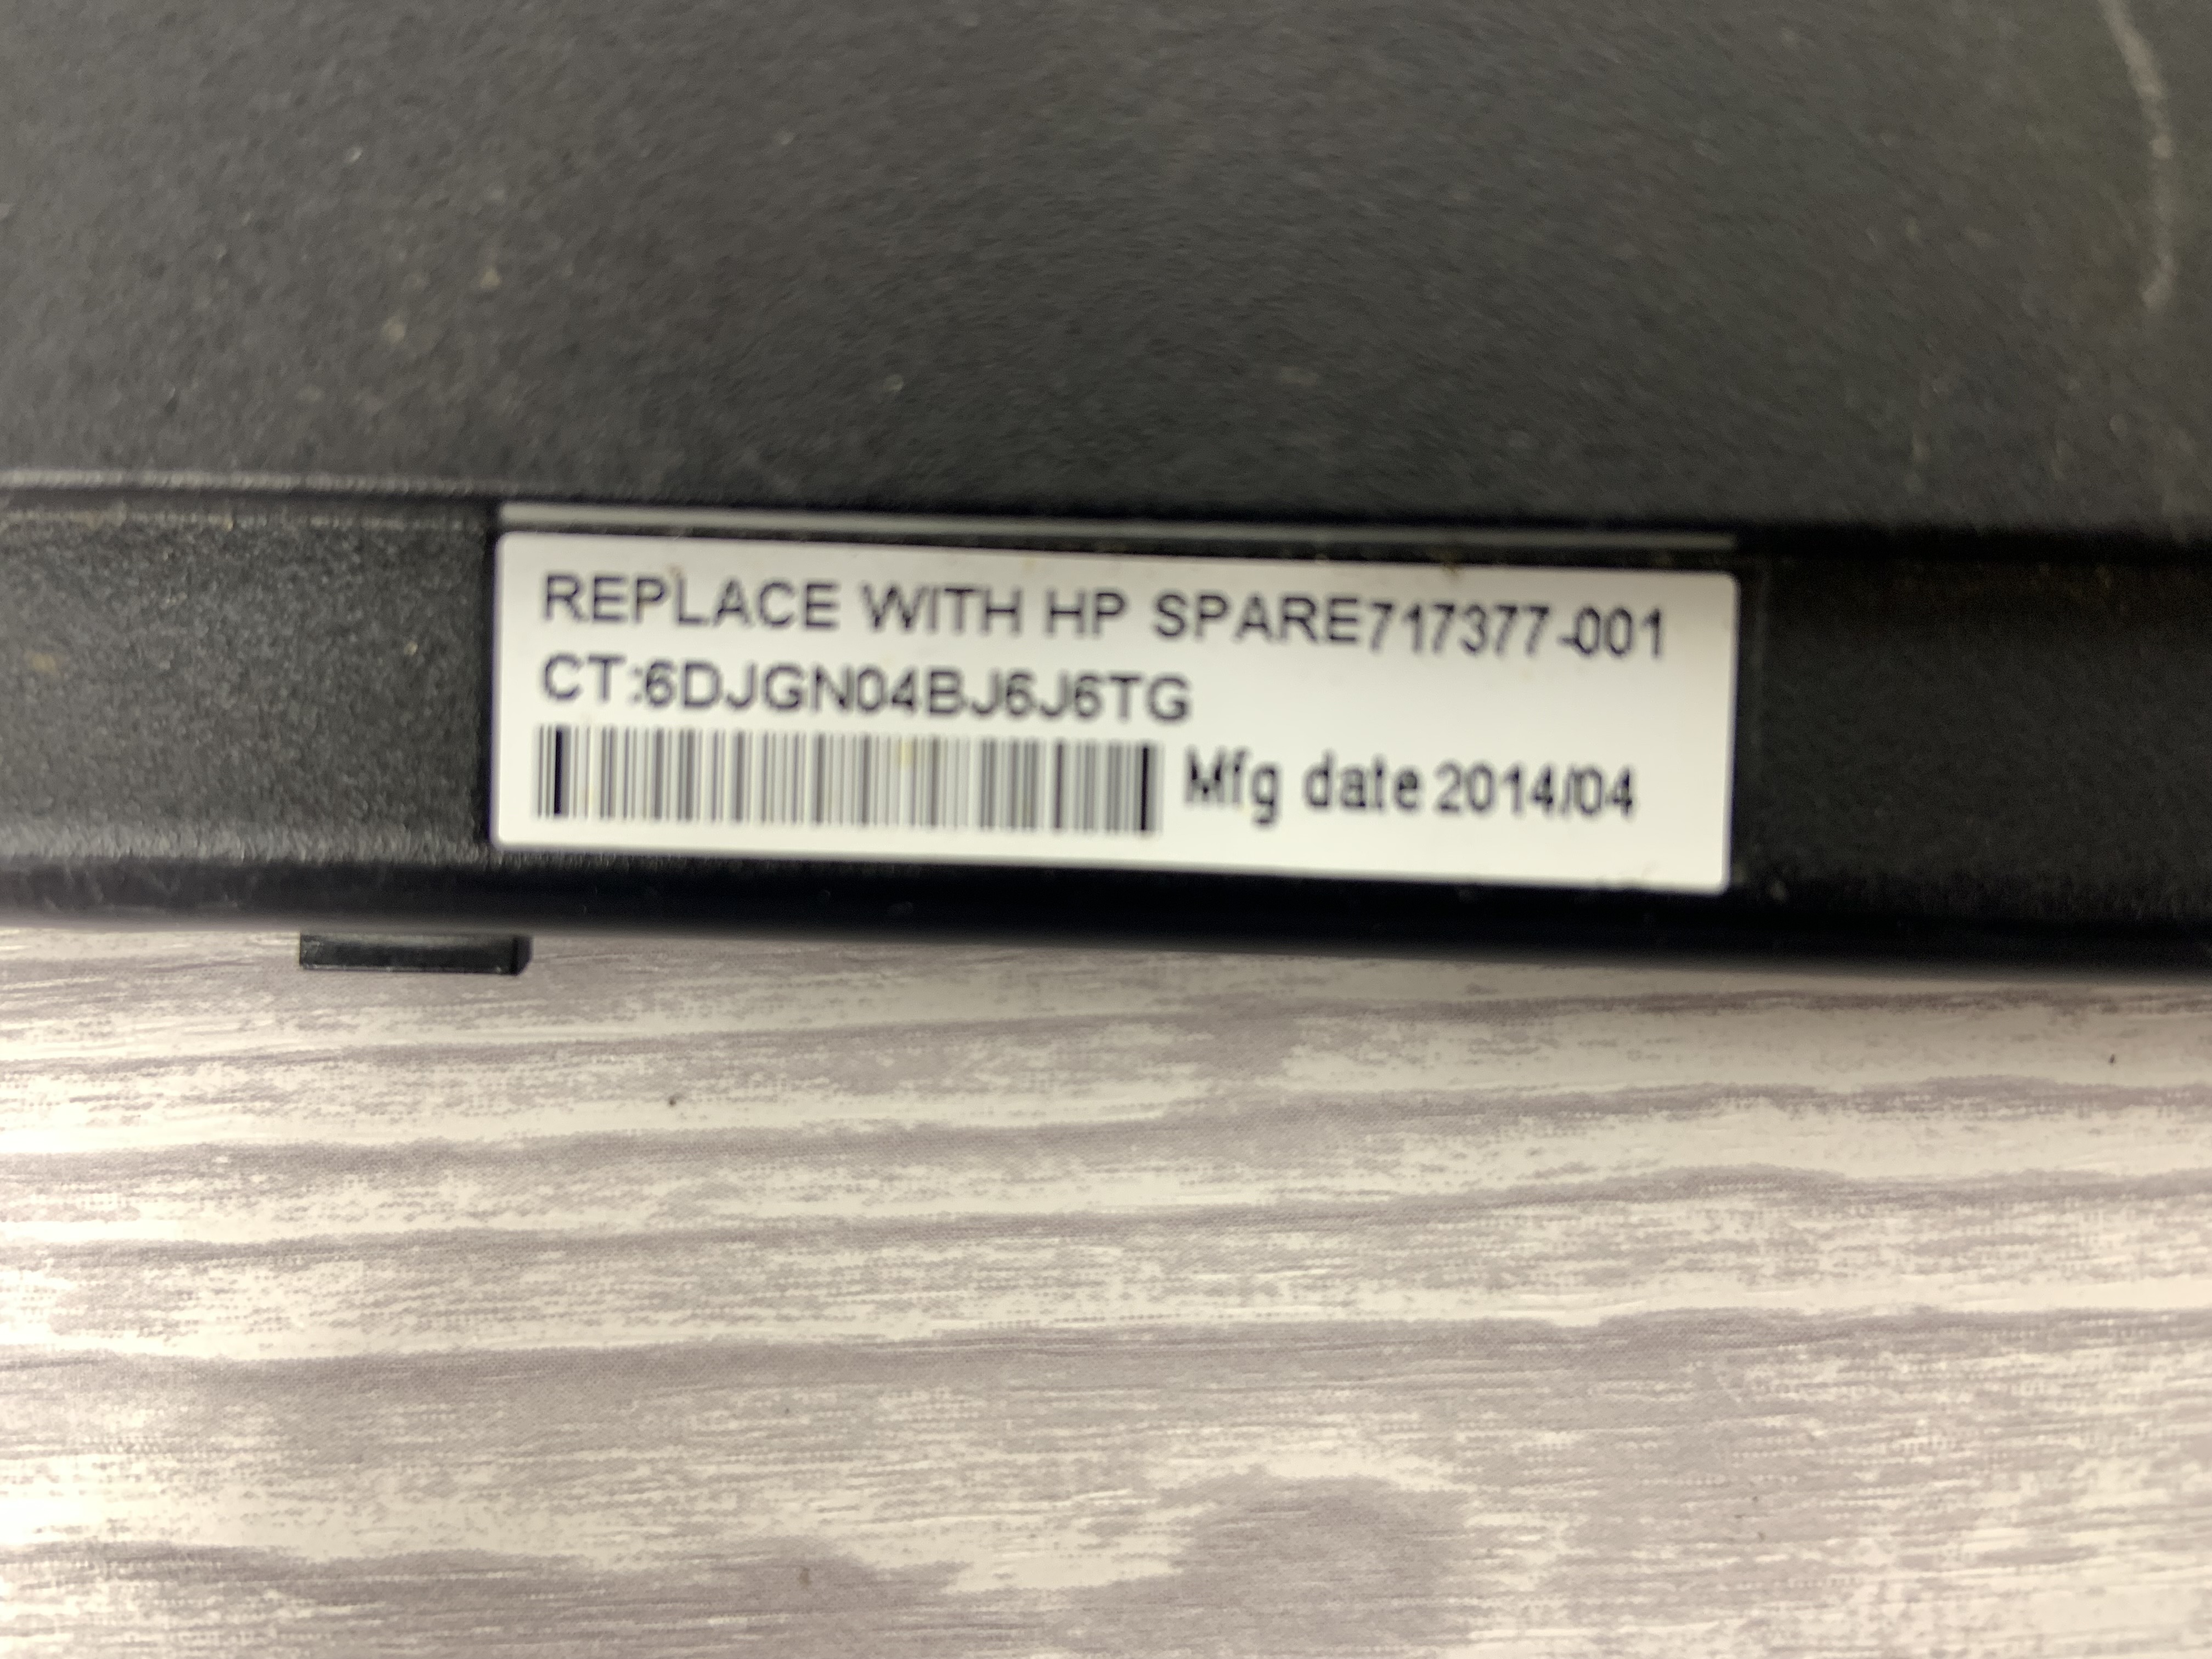 REPLACE WITH HP SPARE717377-001
CT:6DJGN04BJ6J6TG
Mfg date 2014/04